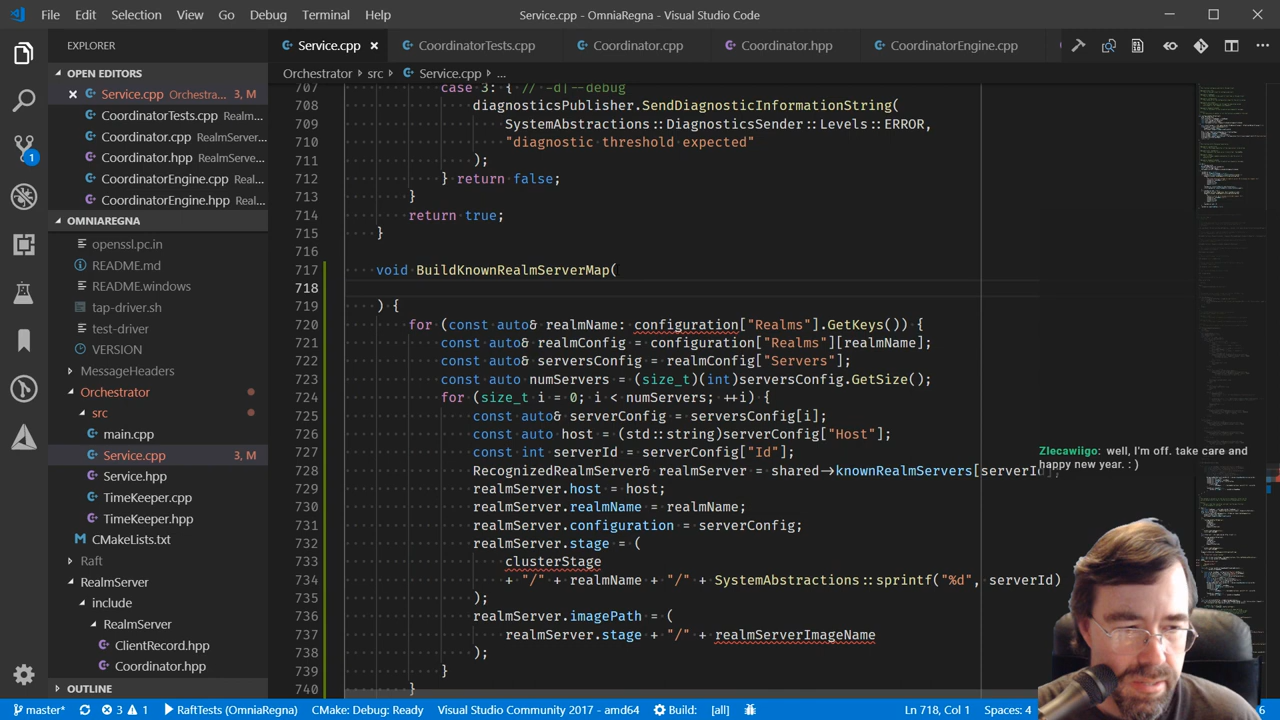 File Edit Selection View Go Debug Terminal Help
Service.cpp - OmniaRegna - Visual Studio Code
EXPLORER
Service.cpp CoordinatorTests.cpp Coordinator.cpp Coordinator.hpp CoordinatorEngine.cpp
Orchestrator › src › Service.cpp › ...
OPEN EDITORS
Service.cpp Orchestra... 3, M
CoordinatorTests.cpp Realm...
Coordinator.cpp RealmServer...
Coordinator.hpp RealmServe...
CoordinatorEngine.cpp Rea...
CoordinatorEngine.hpp Rea...
OMNIAREGNA
openssl.pc.in
README.md
README.windows
tap-driver.sh
test-driver
VERSION
MessageHeaders
Orchestrator
src
main.cpp
Service.cpp 3, M
Service.hpp
TimeKeeper.cpp
TimeKeeper.hpp
CMakeLists.txt
Raft
RealmServer
include
RealmServer
ClientRecord.hpp
Coordinator.hpp
OUTLINE
707 case 3: { // -d|--debug
708 diagnosticsPublisher.SendDiagnosticInformationString(
709 SystemAbstractions::DiagnosticsSender::Levels::ERROR,
710 "diagnostic threshold expected"
711 );
712 } return false;
713 }
714 return true;
715 }
716
717 void BuildKnownRealmServerMap(
718
719 ) {
720 for (const auto& realmName: configuration["Realms"].GetKeys()) {
721 const auto& realmConfig = configuration["Realms"][realmName];
722 const auto& serversConfig = realmConfig["Servers"];
723 const auto numServers = (size_t)(int)serversConfig.GetSize();
724 for (size_t i = 0; i < numServers; ++i) {
725 const auto& serverConfig = serversConfig[i];
726 const auto host = (std::string)serverConfig["Host"];
727 const int serverId = serverConfig["Id"];
728 RecognizedRealmServer& realmServer = shared->knownRealmServers[serverId];
729 realmServer.host = host;
730 realmServer.realmName = realmName;
731 realmServer.configuration = serverConfig;
732 realmServer.stage = (
733 clusterStage
734 + "/" + realmName + "/" + SystemAbstractions::sprintf("%d", serverId)
735 );
736 realmServer.imagePath = (
737 realmServer.stage + "/" + realmServerImageName
738 );
739 }
740 }
Zlecawiigo: well, I'm off. take care and
happy new year. : )
1
master* 3 1 RaftTests (OmniaRegna) CMake: Debug: Ready Visual Studio Community 2017 - amd64 Build: [all] Ln 718, Col 1 Spaces: 4